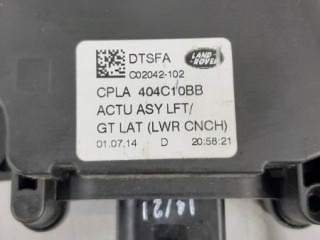 DTSFA
LAND ROVER
C02042-102
CPLA 404C10BB
ACTU ASY LFT/
GT LAT (LWR CNCH)
01.07.14 D 20:58:21
14/21